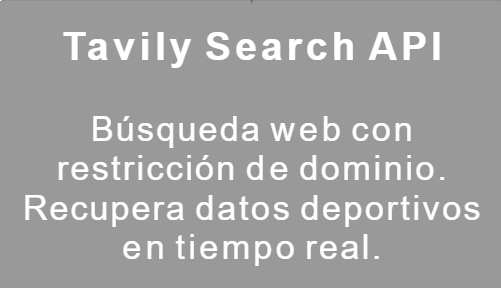 Tavily Search API
Búsqueda web con
restricción de dominio.
Recupera datos deportivos
en tiempo real.